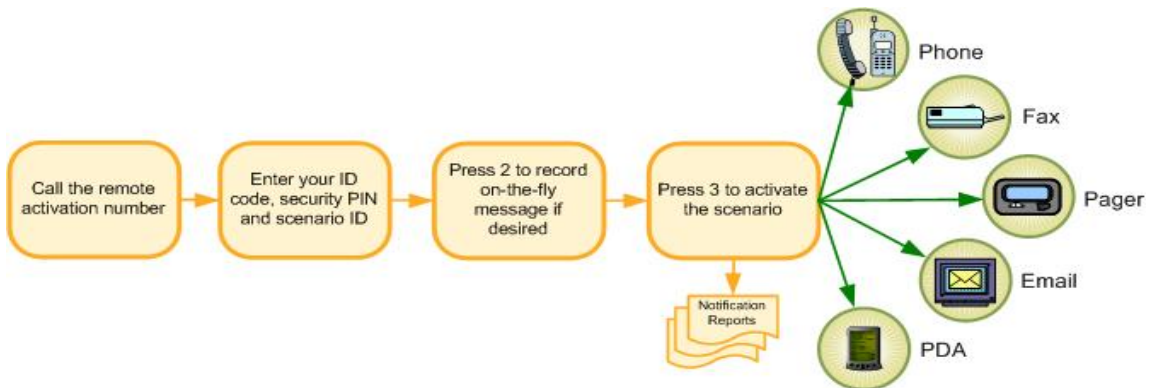 Call the remote
activation number
Enter your ID
code, security PIN
and scenario ID
Press 2 to record
on-the-fly
message if
desired
Press 3 to activate
the scenario
Notification
Reports
Phone
Fax
Pager
Email
PDA